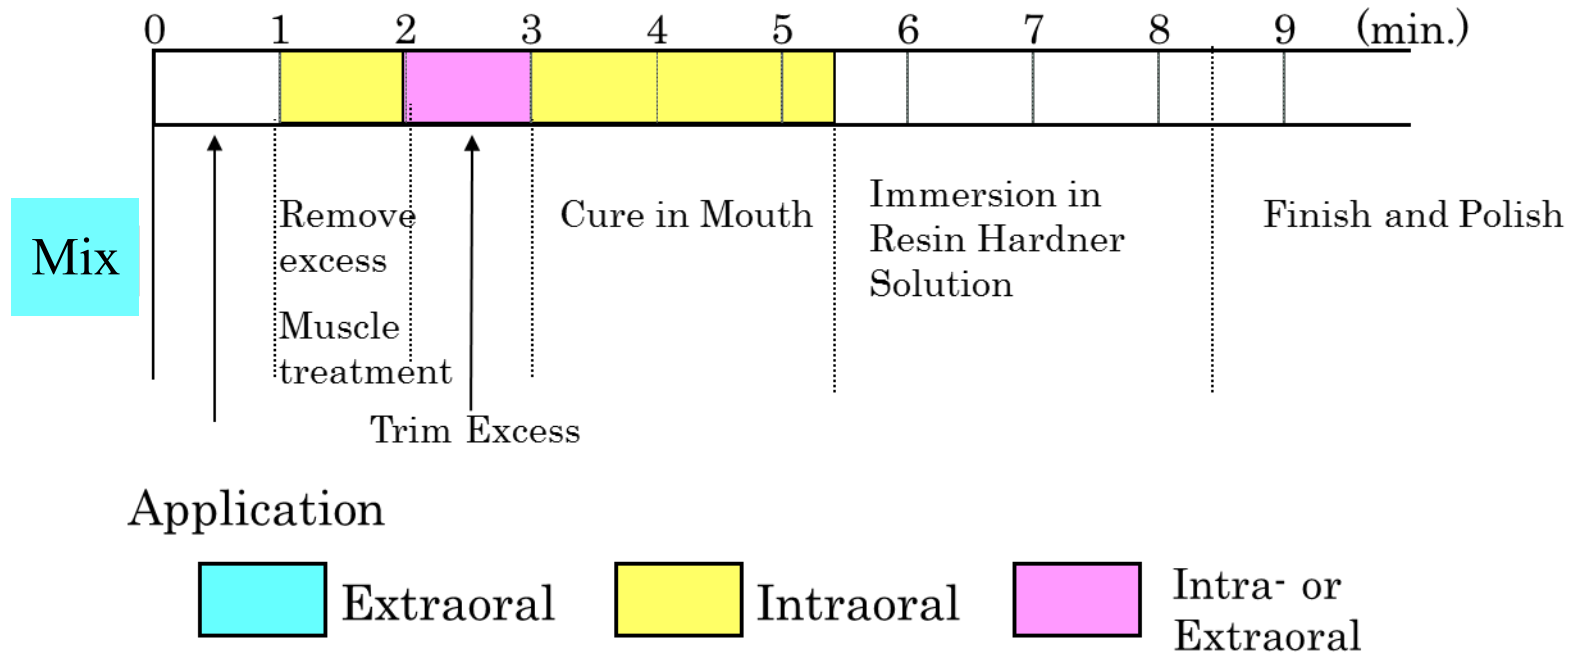 0 1 2 3 4 5 6 7 8 9 (min.)
Mix
Remove
excess
Muscle
treatment
Trim Excess
Cure in Mouth
Immersion in
Resin Hardner
Solution
Finish and Polish
Application
Extraoral
Intraoral
Intra- or
Extraoral